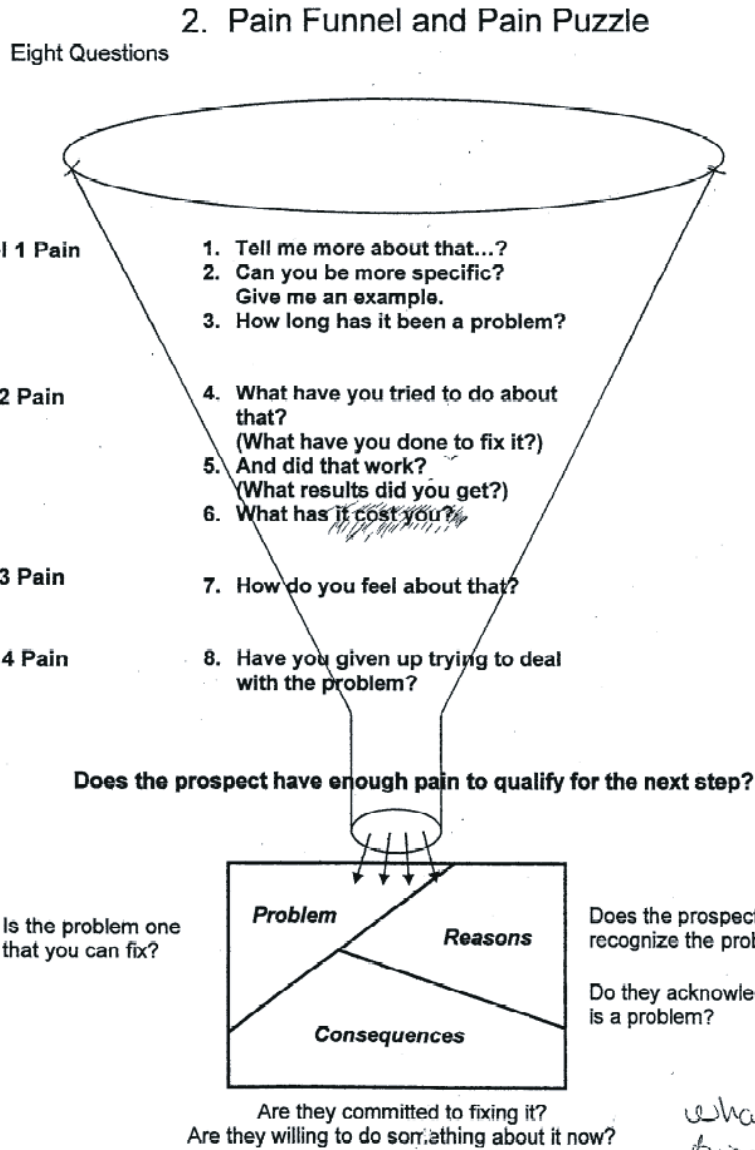 2. Pain Funnel and Pain Puzzle
Eight Questions
l 1 Pain
1. Tell me more about that...?
2. Can you be more specific?
Give me an example.
3. How long has it been a problem?
2 Pain
4. What have you tried to do about
that?
(What have you done to fix it?)
5. And did that work?
(What results did you get?)
6. What has it cost you?
3 Pain
7. How do you feel about that?
4 Pain
8. Have you given up trying to deal
with the problem?
Does the prospect have enough pain to qualify for the next step?
Problem
Reasons
Consequences
Is the problem one
that you can fix?
Does the prospect
recognize the prob
Do they acknowle
is a problem?
Are they committed to fixing it?
Are they willing to do something about it now?
wha